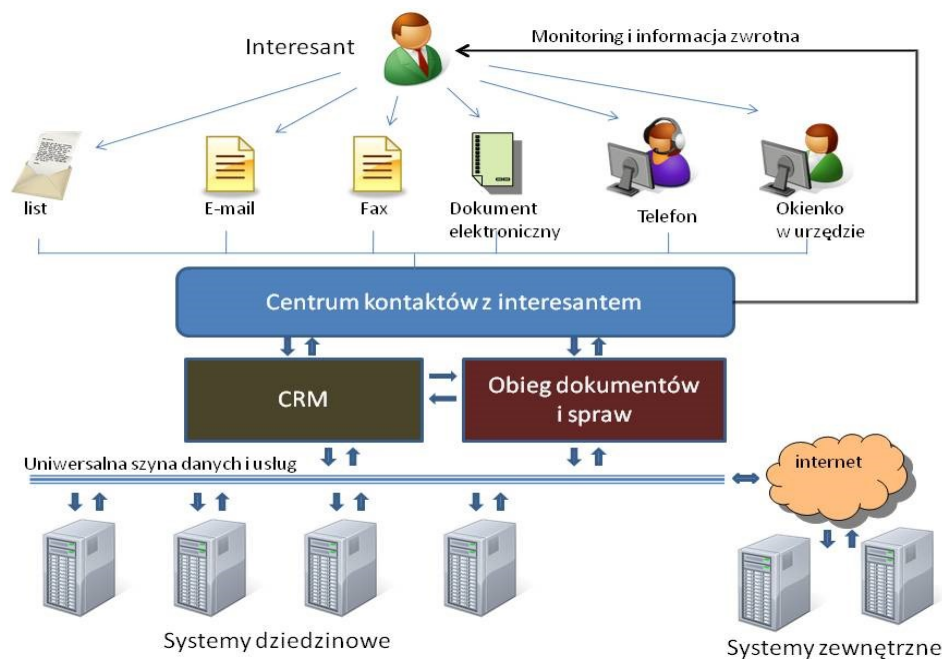 Interesant
Monitoring i informacja zwrotna
list
E-mail
Fax
Dokument
elektroniczny
Telefon
Okienko
w urzędzie
Centrum kontaktów z interesantem
CRM
Obieg dokumentów
i spraw
Uniwersalna szyna danych i usług
internet
Systemy dziedzinowe
Systemy zewnętrzne